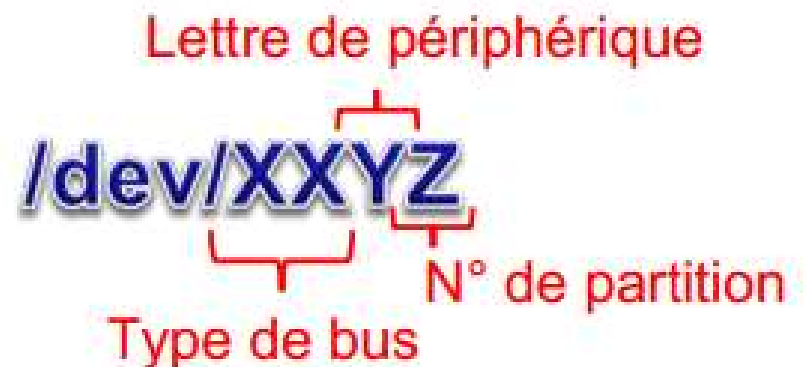 Lettre de périphérique
/dev/XXYZ
N° de partition
Type de bus